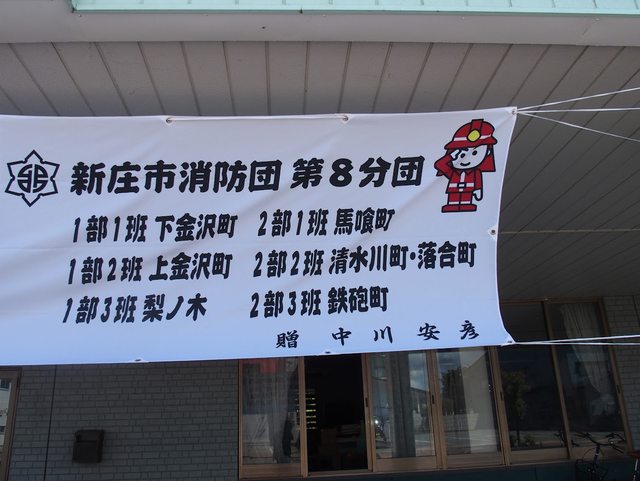 新庄市消防団 第8分団
1部1班 下金沢町 2部1班 馬喰町
1部2班 上金沢町 2部2班 清水川町・落合町
1部3班 梨ノ木 2部3班 鉄砲町
贈 中川安彦